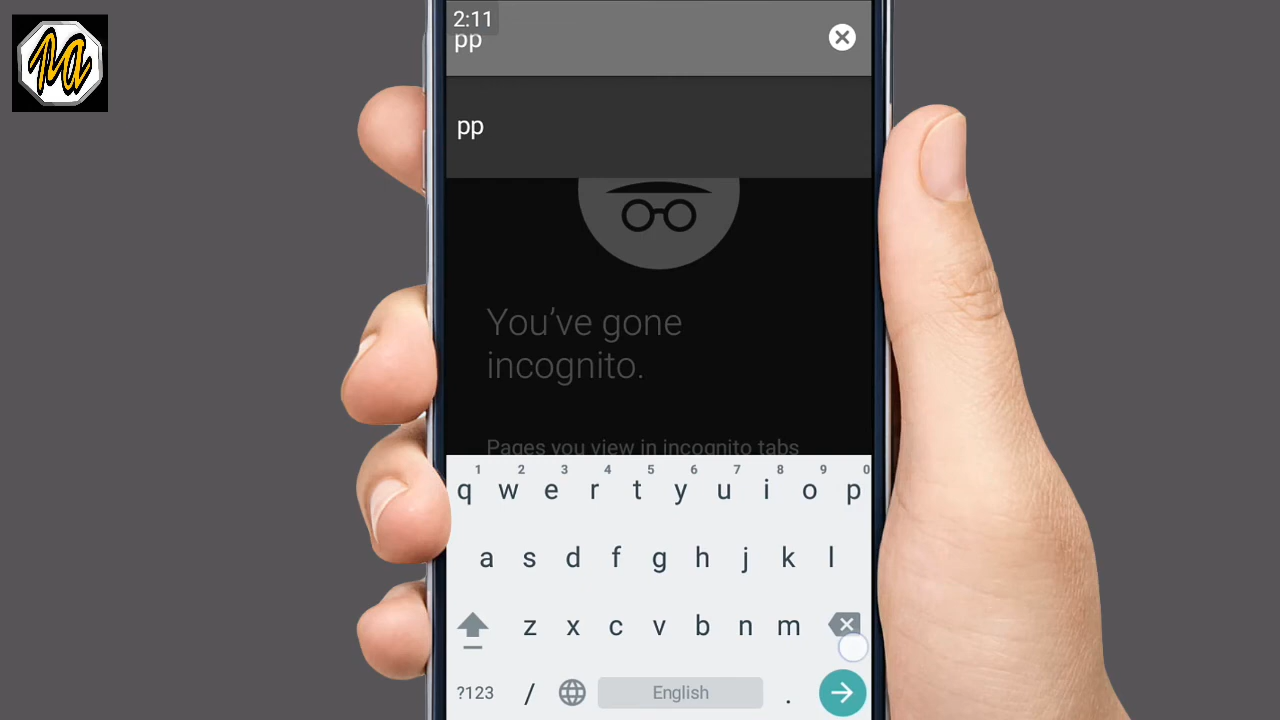 ma
2:11
pp
pp
You've gone
incognito.
Pages you view in incognito tabs
1 2 3 4 5 6 7 8 9 0
q w e r t y u i o p
a s d f g h j k l
z x c v b n m
?123 / English .